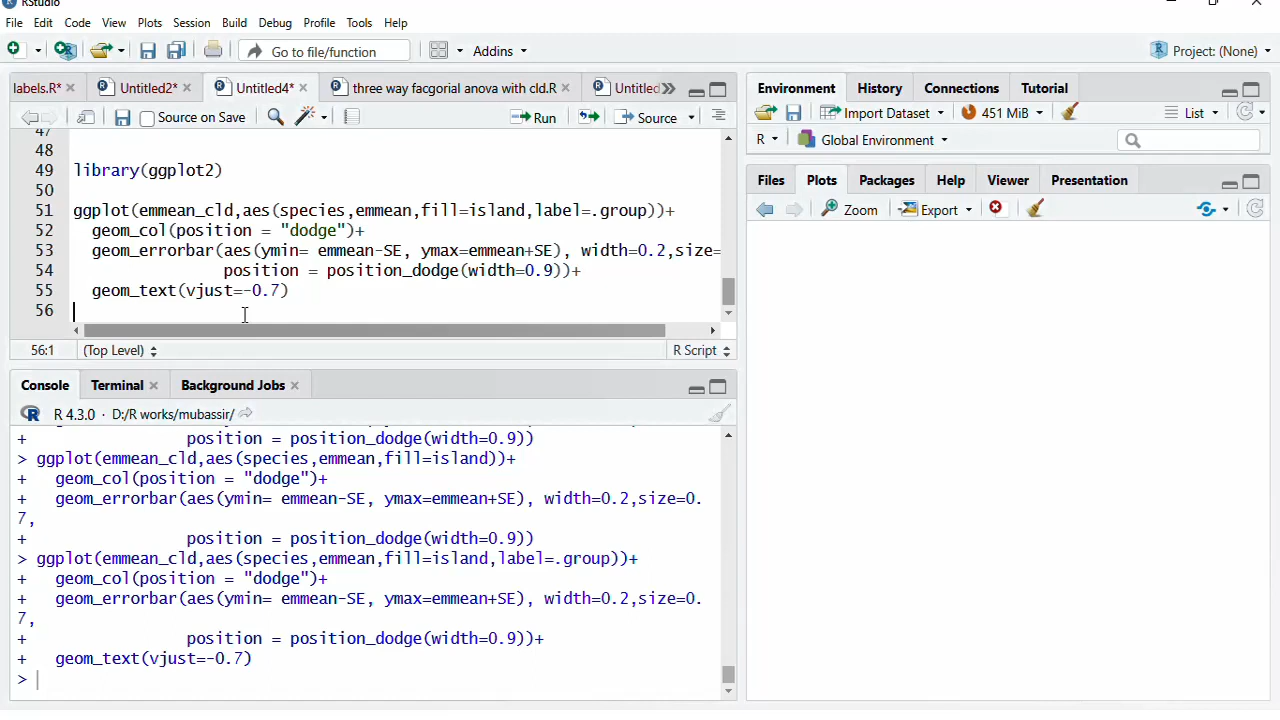 RStudio
File Edit Code View Plots Session Build Debug Profile Tools Help
Go to file/function Addins Project: (None)
labels.R* Untitled2* Untitled4* three way facgorial anova with cld.R Untitled
Source on Save Run Source
47
48
49 library(ggplot2)
50
51 ggplot(emmean_cld,aes(species,emmean,fill=island,label=.group))+
52 geom_col(position = "dodge")+
53 geom_errorbar(aes(ymin= emmean-SE, ymax=emmean+SE), width=0.2,size=
54 position = position_dodge(width=0.9))+
55 geom_text(vjust=-0.7)
56
56:1 (Top Level) R Script
Console Terminal Background Jobs
R 4.3.0 · D:/R works/mubassir/
+ position = position_dodge(width=0.9))
> ggplot(emmean_cld,aes(species,emmean,fill=island))+
+ geom_col(position = "dodge")+
+ geom_errorbar(aes(ymin= emmean-SE, ymax=emmean+SE), width=0.2,size=0.
7,
+ position = position_dodge(width=0.9))
> ggplot(emmean_cld,aes(species,emmean,fill=island,label=.group))+
+ geom_col(position = "dodge")+
+ geom_errorbar(aes(ymin= emmean-SE, ymax=emmean+SE), width=0.2,size=0.
7,
+ position = position_dodge(width=0.9))+
+ geom_text(vjust=-0.7)
>
Environment History Connections Tutorial
Import Dataset 451 MiB List
R Global Environment
Files Plots Packages Help Viewer Presentation
Zoom Export